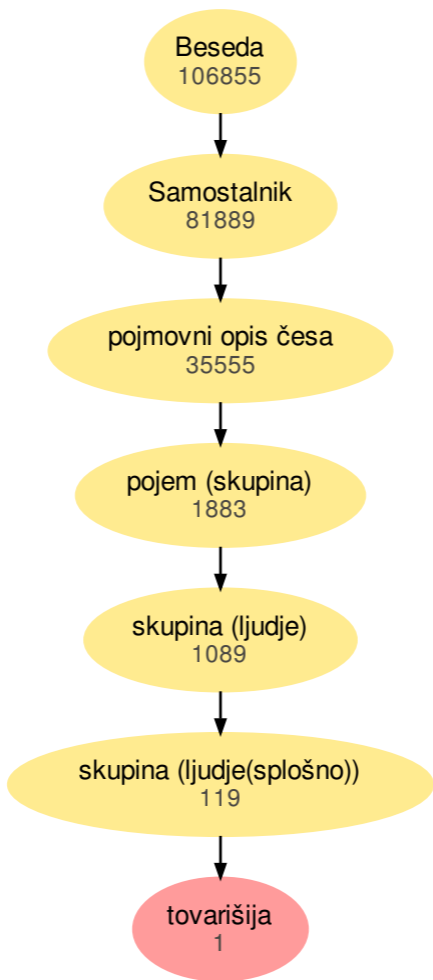 Beseda
106855
Samostalnik
81889
pojmovni opis česa
35555
pojem (skupina)
1883
skupina (ljudje)
1089
skupina (ljudje(splošno))
119
tovarišija
1